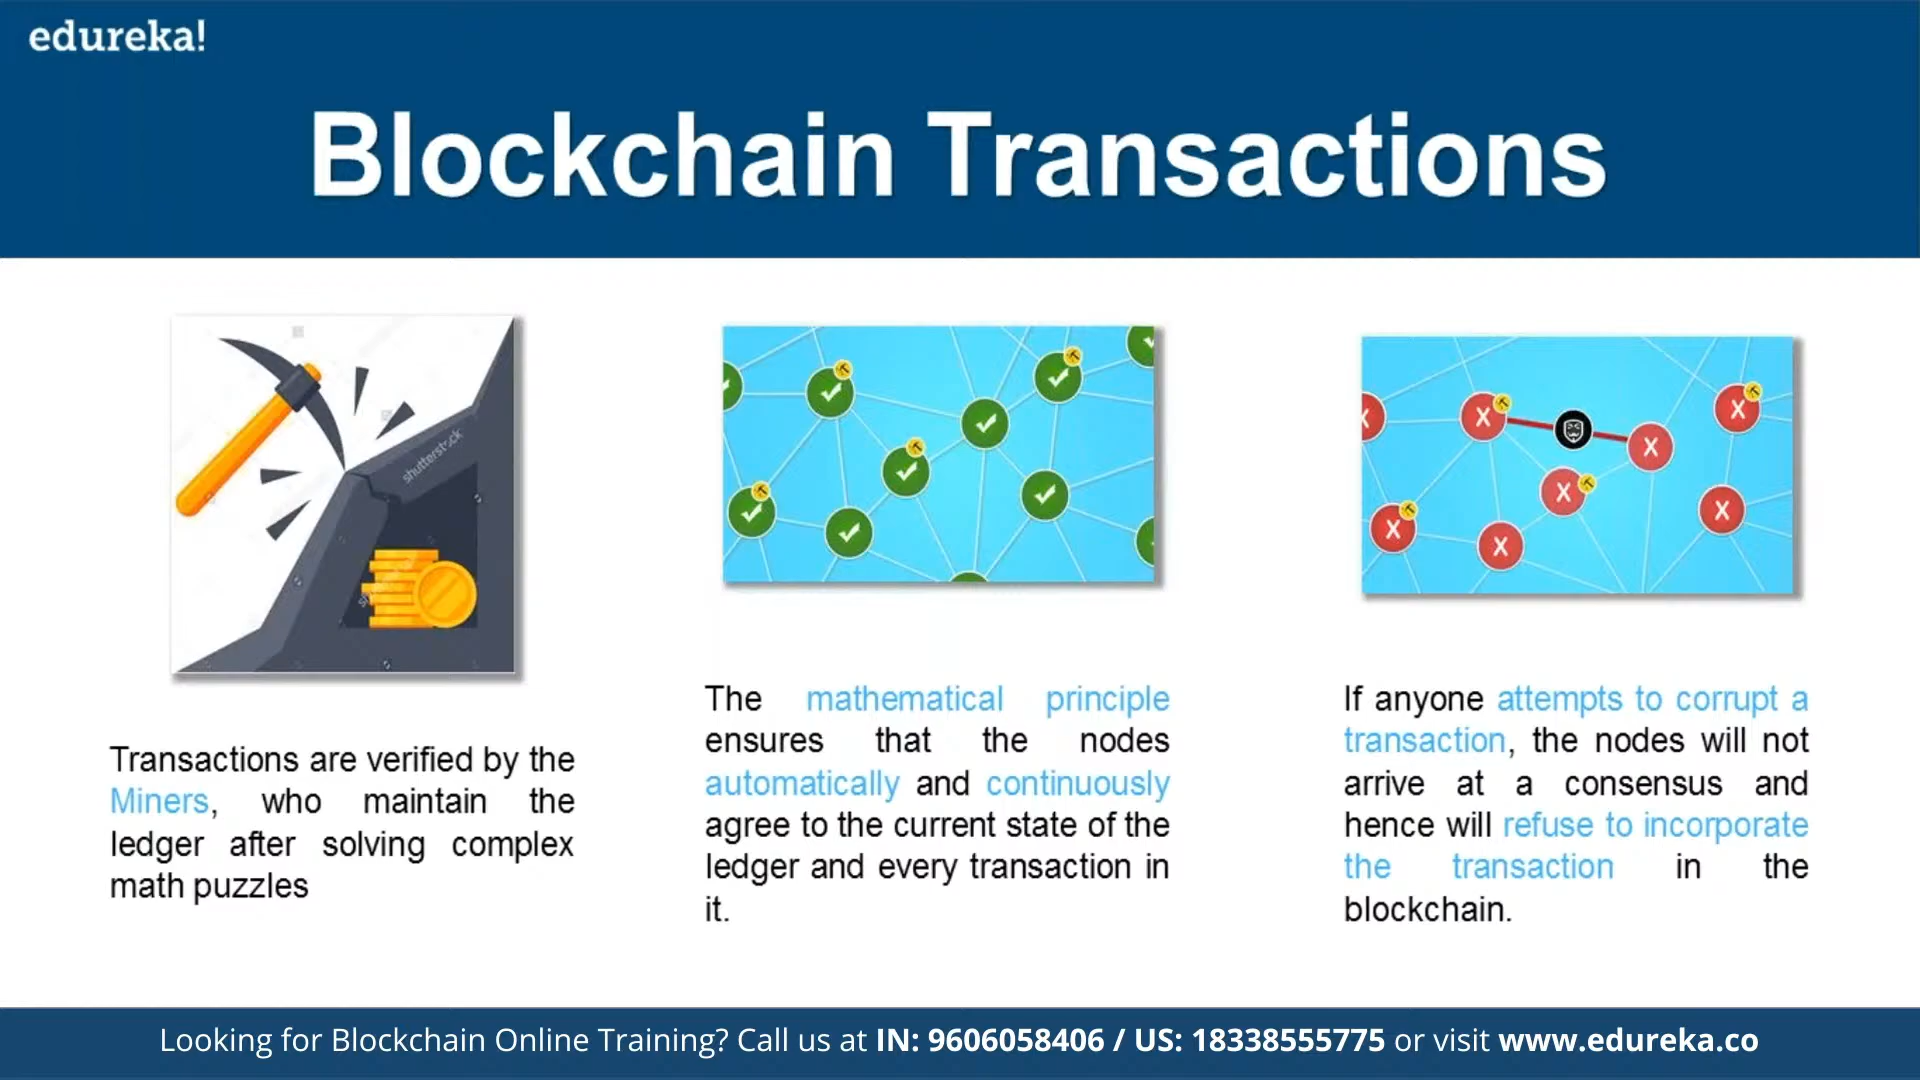 edureka!
Blockchain Transactions
shutterstock
Transactions are verified by the
Miners, who maintain the
ledger after solving complex
math puzzles
The mathematical principle
ensures that the nodes
automatically and continuously
agree to the current state of the
ledger and every transaction in
it.
X
X
X
X
X
X
X
X
If anyone attempts to corrupt a
transaction, the nodes will not
arrive at a consensus and
hence will refuse to incorporate
the transaction in the
blockchain.
Looking for Blockchain Online Training? Call us at IN: 9606058406 / US: 18338555775 or visit www.edureka.co